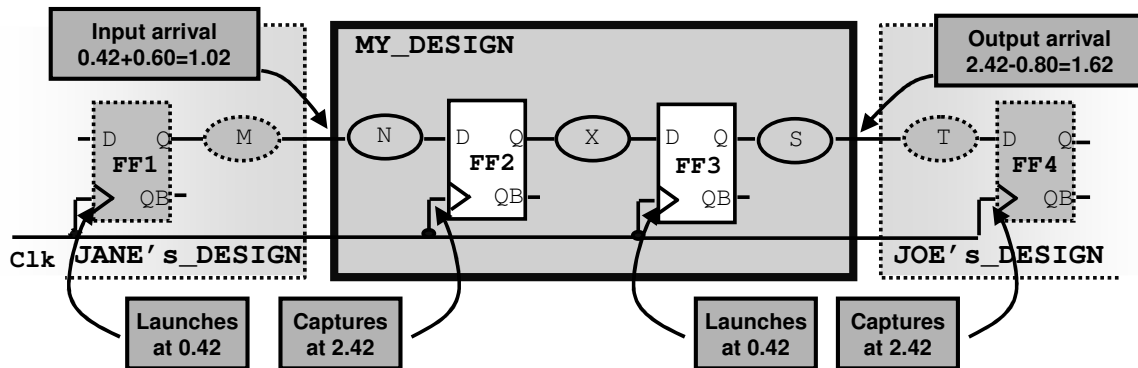 Input arrival
0.42+0.60=1.02
MY_DESIGN
Output arrival
2.42-0.80=1.62
D Q
FF1
QB
M
N
D Q
FF2
QB
X
D Q
FF3
QB
S
T
D Q
FF4
QB
Clk
JANE's_DESIGN
JOE's_DESIGN
Launches
at 0.42
Captures
at 2.42
Launches
at 0.42
Captures
at 2.42